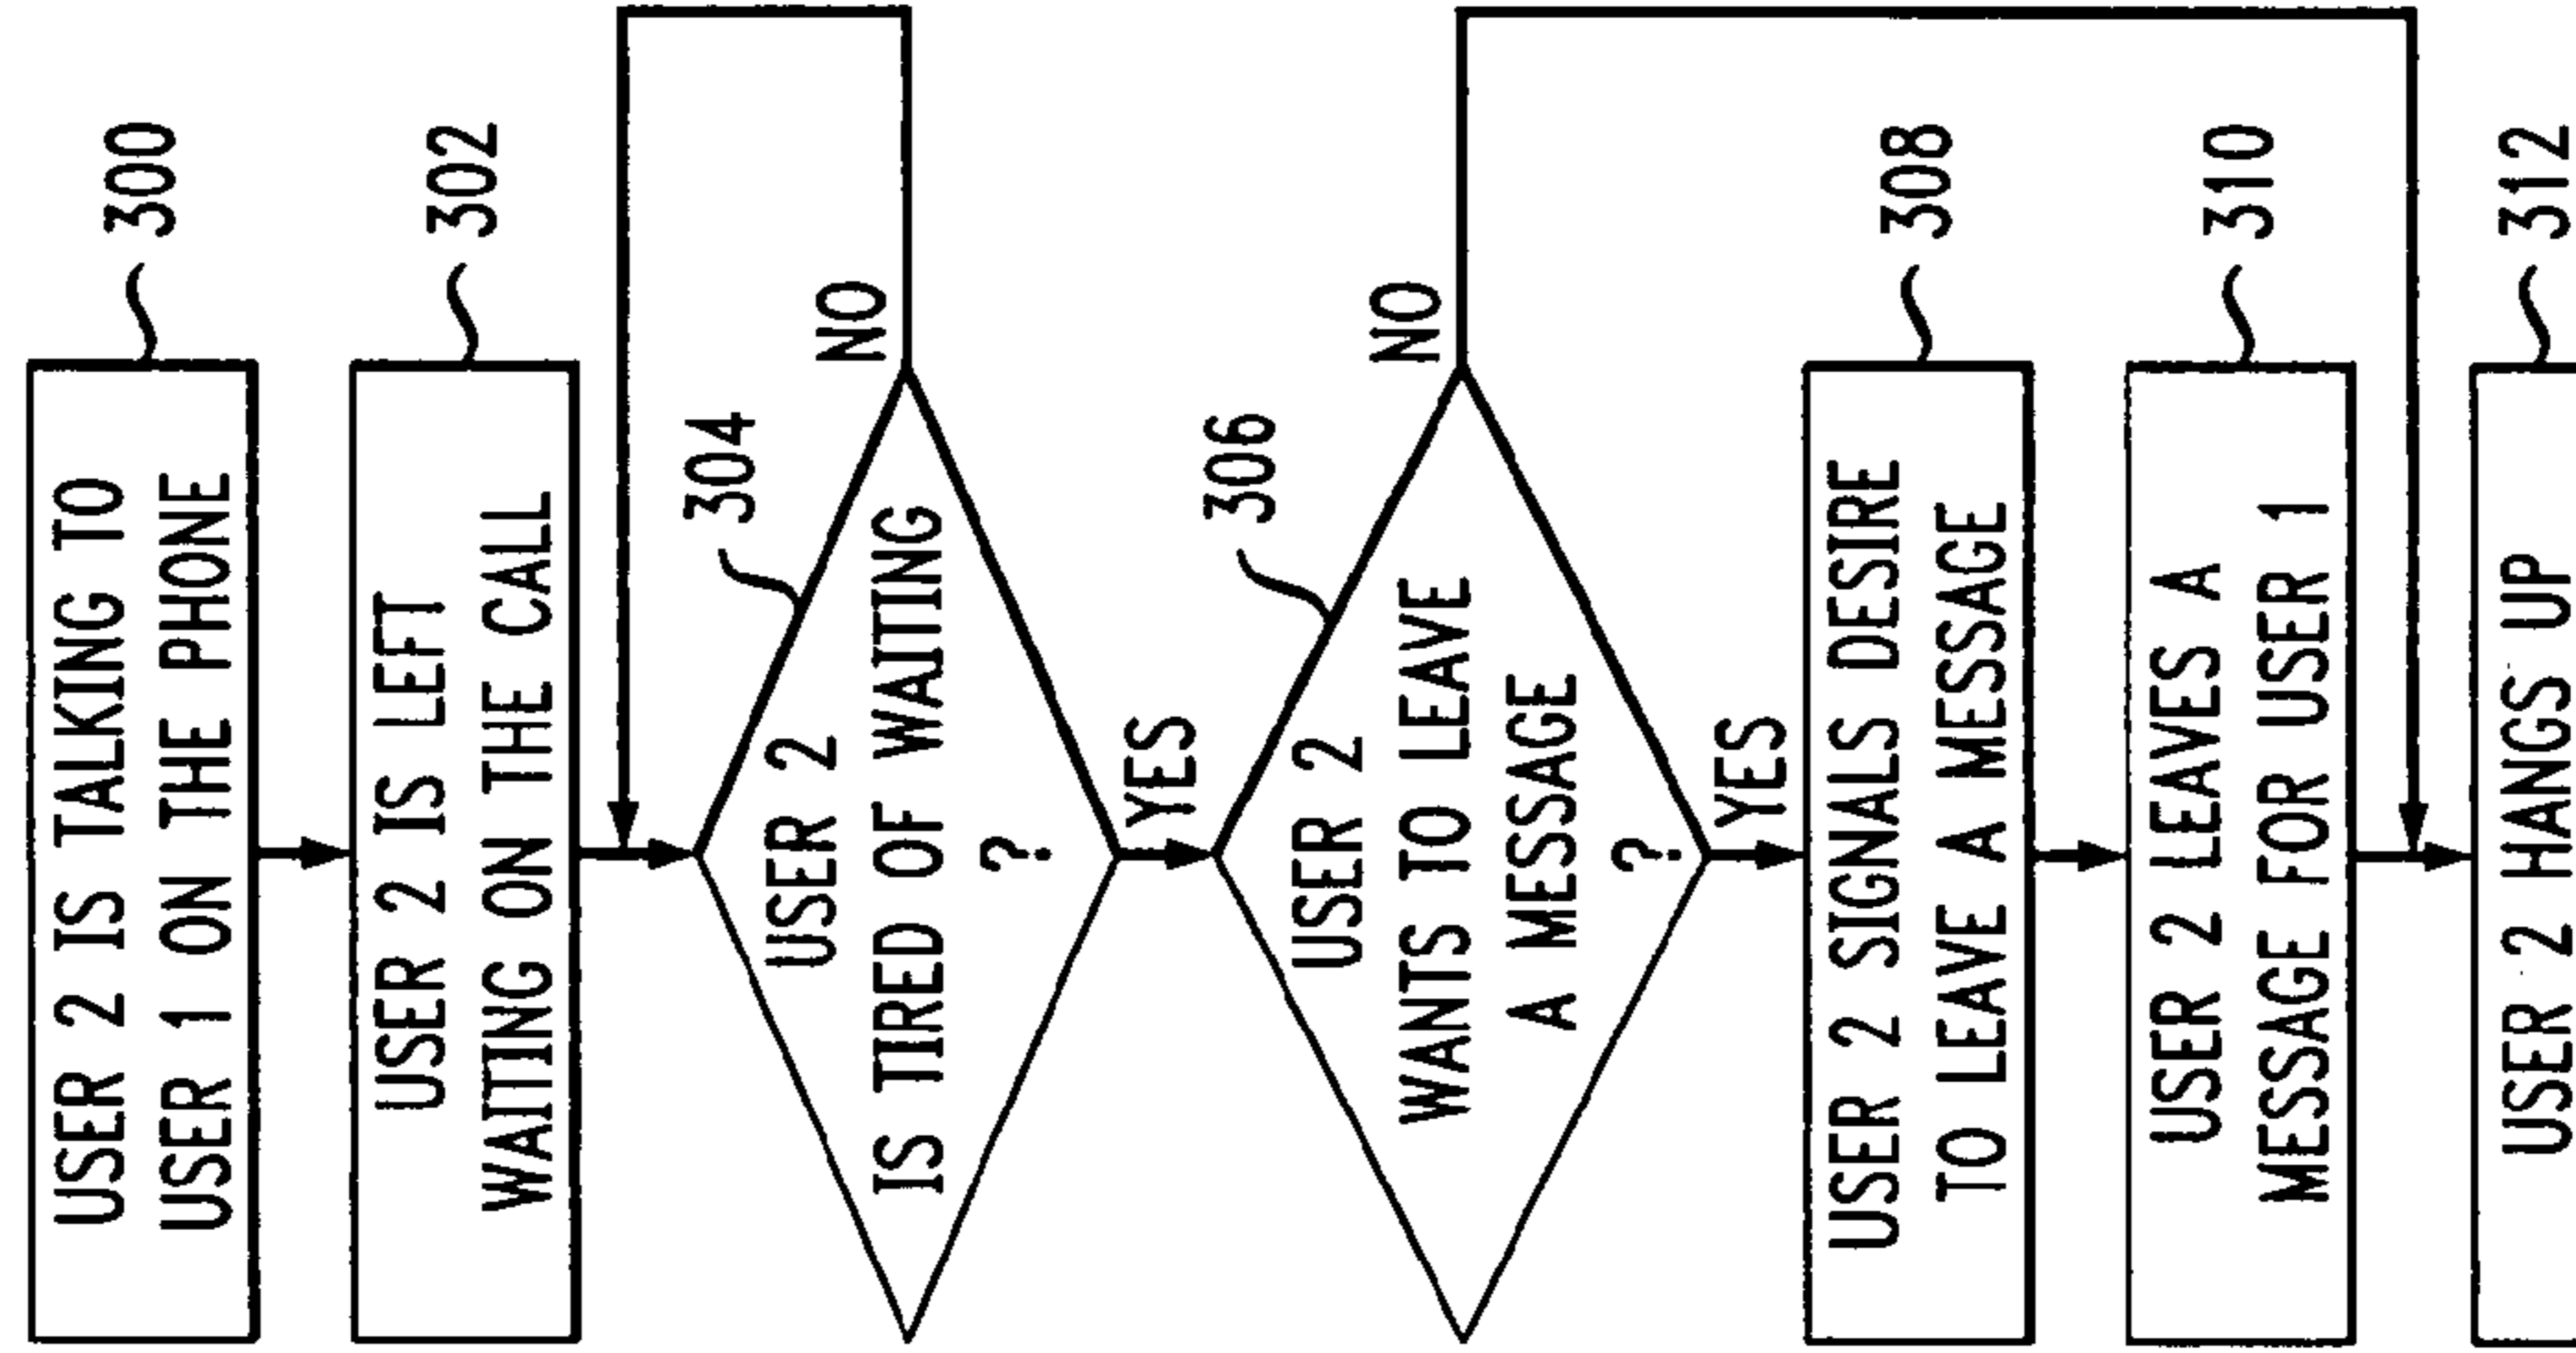 USER 2 IS TALKING TO
USER 1 ON THE PHONE
300
USER 2 IS LEFT
WAITING ON THE CALL
302
304
USER 2
IS TIRED OF WAITING
?
NO
YES
306
USER 2
WANTS TO LEAVE
A MESSAGE
?
NO
YES
USER 2 SIGNALS DESIRE
TO LEAVE A MESSAGE
308
USER 2 LEAVES A
MESSAGE FOR USER 1
310
USER 2 HANGS UP
312